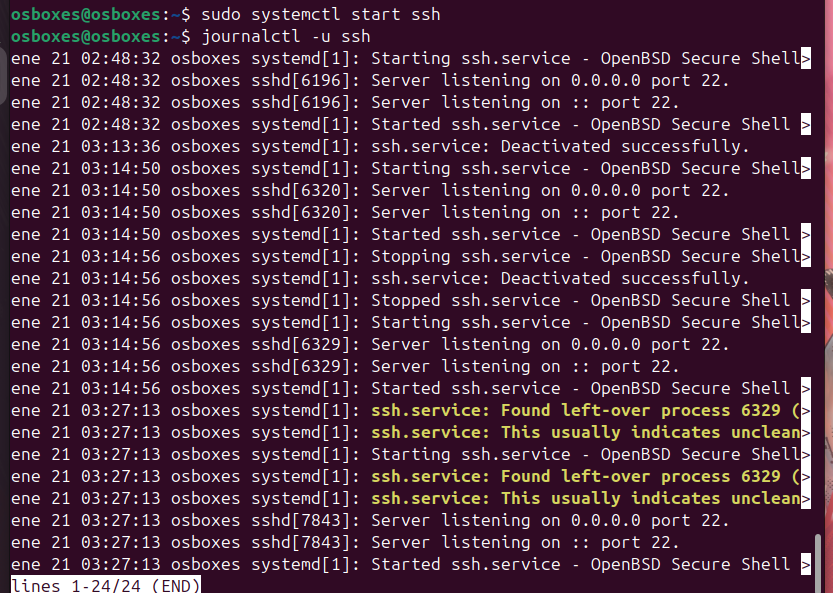 osboxes@osboxes:~$ sudo systemctl start ssh
osboxes@osboxes:~$ journalctl -u ssh
ene 21 02:48:32 osboxes systemd[1]: Starting ssh.service - OpenBSD Secure Shell>
ene 21 02:48:32 osboxes sshd[6196]: Server listening on 0.0.0.0 port 22.
ene 21 02:48:32 osboxes sshd[6196]: Server listening on :: port 22.
ene 21 02:48:32 osboxes systemd[1]: Started ssh.service - OpenBSD Secure Shell >
ene 21 03:13:36 osboxes systemd[1]: ssh.service: Deactivated successfully.
ene 21 03:14:50 osboxes systemd[1]: Starting ssh.service - OpenBSD Secure Shell>
ene 21 03:14:50 osboxes sshd[6320]: Server listening on 0.0.0.0 port 22.
ene 21 03:14:50 osboxes sshd[6320]: Server listening on :: port 22.
ene 21 03:14:50 osboxes systemd[1]: Started ssh.service - OpenBSD Secure Shell >
ene 21 03:14:56 osboxes systemd[1]: Stopping ssh.service - OpenBSD Secure Shell>
ene 21 03:14:56 osboxes systemd[1]: ssh.service: Deactivated successfully.
ene 21 03:14:56 osboxes systemd[1]: Stopped ssh.service - OpenBSD Secure Shell >
ene 21 03:14:56 osboxes systemd[1]: Starting ssh.service - OpenBSD Secure Shell>
ene 21 03:14:56 osboxes sshd[6329]: Server listening on 0.0.0.0 port 22.
ene 21 03:14:56 osboxes sshd[6329]: Server listening on :: port 22.
ene 21 03:14:56 osboxes systemd[1]: Started ssh.service - OpenBSD Secure Shell >
ene 21 03:27:13 osboxes systemd[1]: ssh.service: Found left-over process 6329 (>
ene 21 03:27:13 osboxes systemd[1]: ssh.service: This usually indicates unclean>
ene 21 03:27:13 osboxes systemd[1]: Starting ssh.service - OpenBSD Secure Shell>
ene 21 03:27:13 osboxes systemd[1]: ssh.service: Found left-over process 6329 (>
ene 21 03:27:13 osboxes systemd[1]: ssh.service: This usually indicates unclean>
ene 21 03:27:13 osboxes sshd[7843]: Server listening on 0.0.0.0 port 22.
ene 21 03:27:13 osboxes sshd[7843]: Server listening on :: port 22.
ene 21 03:27:13 osboxes systemd[1]: Started ssh.service - OpenBSD Secure Shell >
lines 1-24/24 (END)